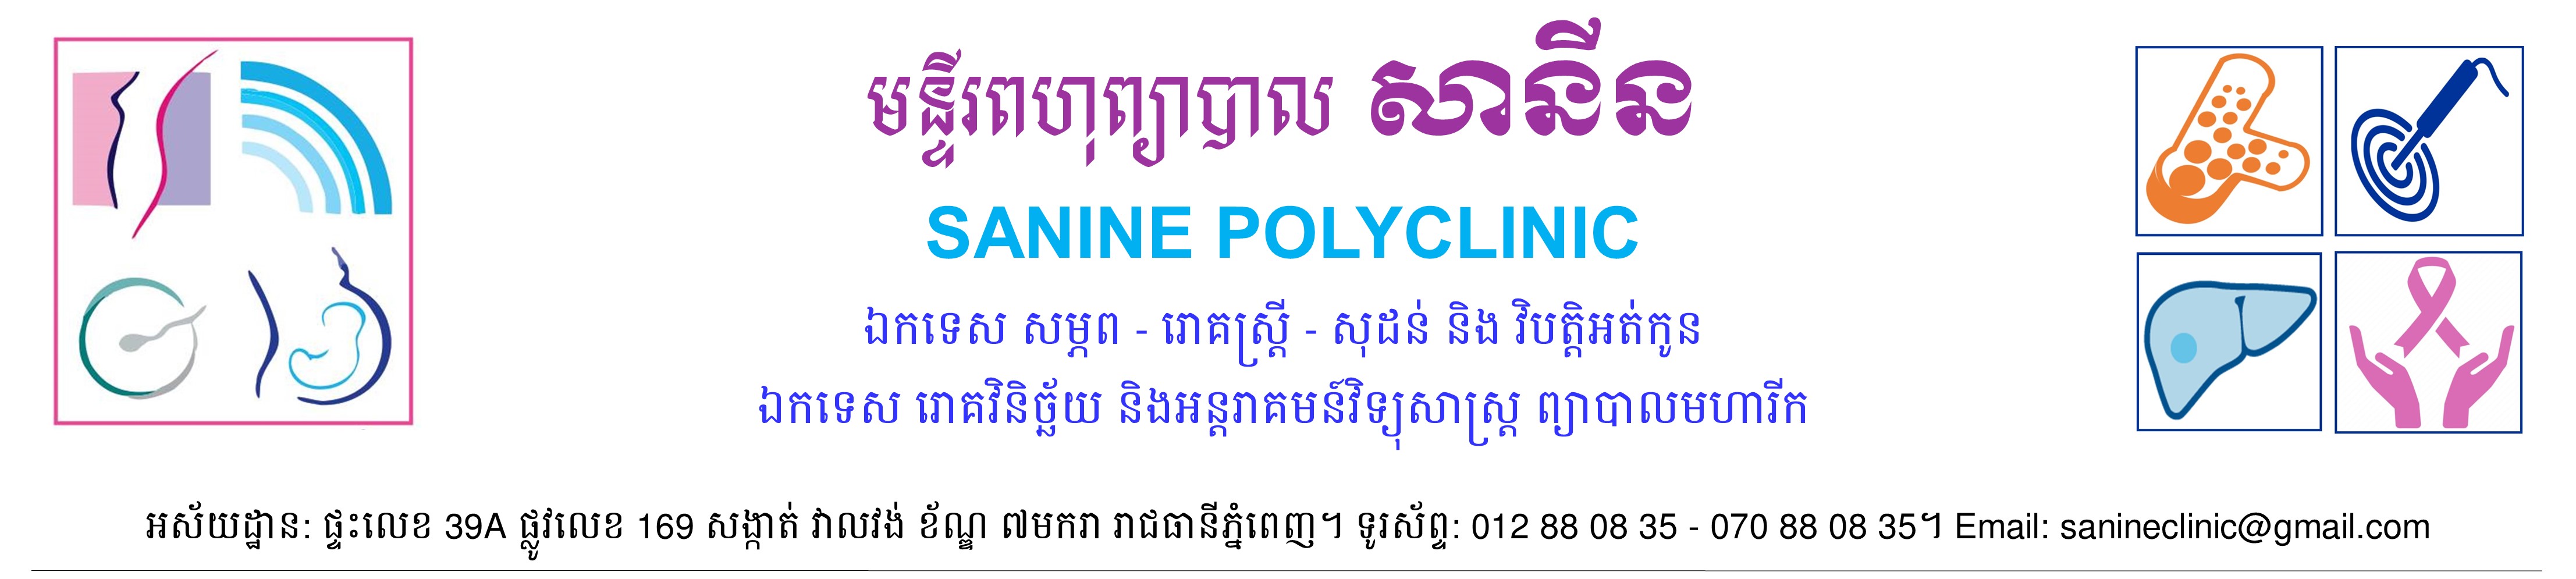 មន្ទីរពហុព្យាបាល សានីន
SANINE POLYCLINIC
ឯកទេស សម្ភព - រោគស្ត្រី - សុដន់ និង វិបត្តិអត់កូន
ឯកទេស រោគវិនិច្ឆ័យ និងអន្តរាគមន៍វិទ្យុសាស្ត្រ ព្យាបាលមហារីក
អស័យដ្ឋាន: ផ្ទះលេខ 39A ផ្លូវលេខ 169 សង្កាត់ វាលវង់ ខ័ណ្ឌ ៧មករា រាជធានីភ្នំពេញ។ ទូរស័ព្ទ: 012 88 08 35 - 070 88 08 35។ Email: sanineclinic@gmail.com